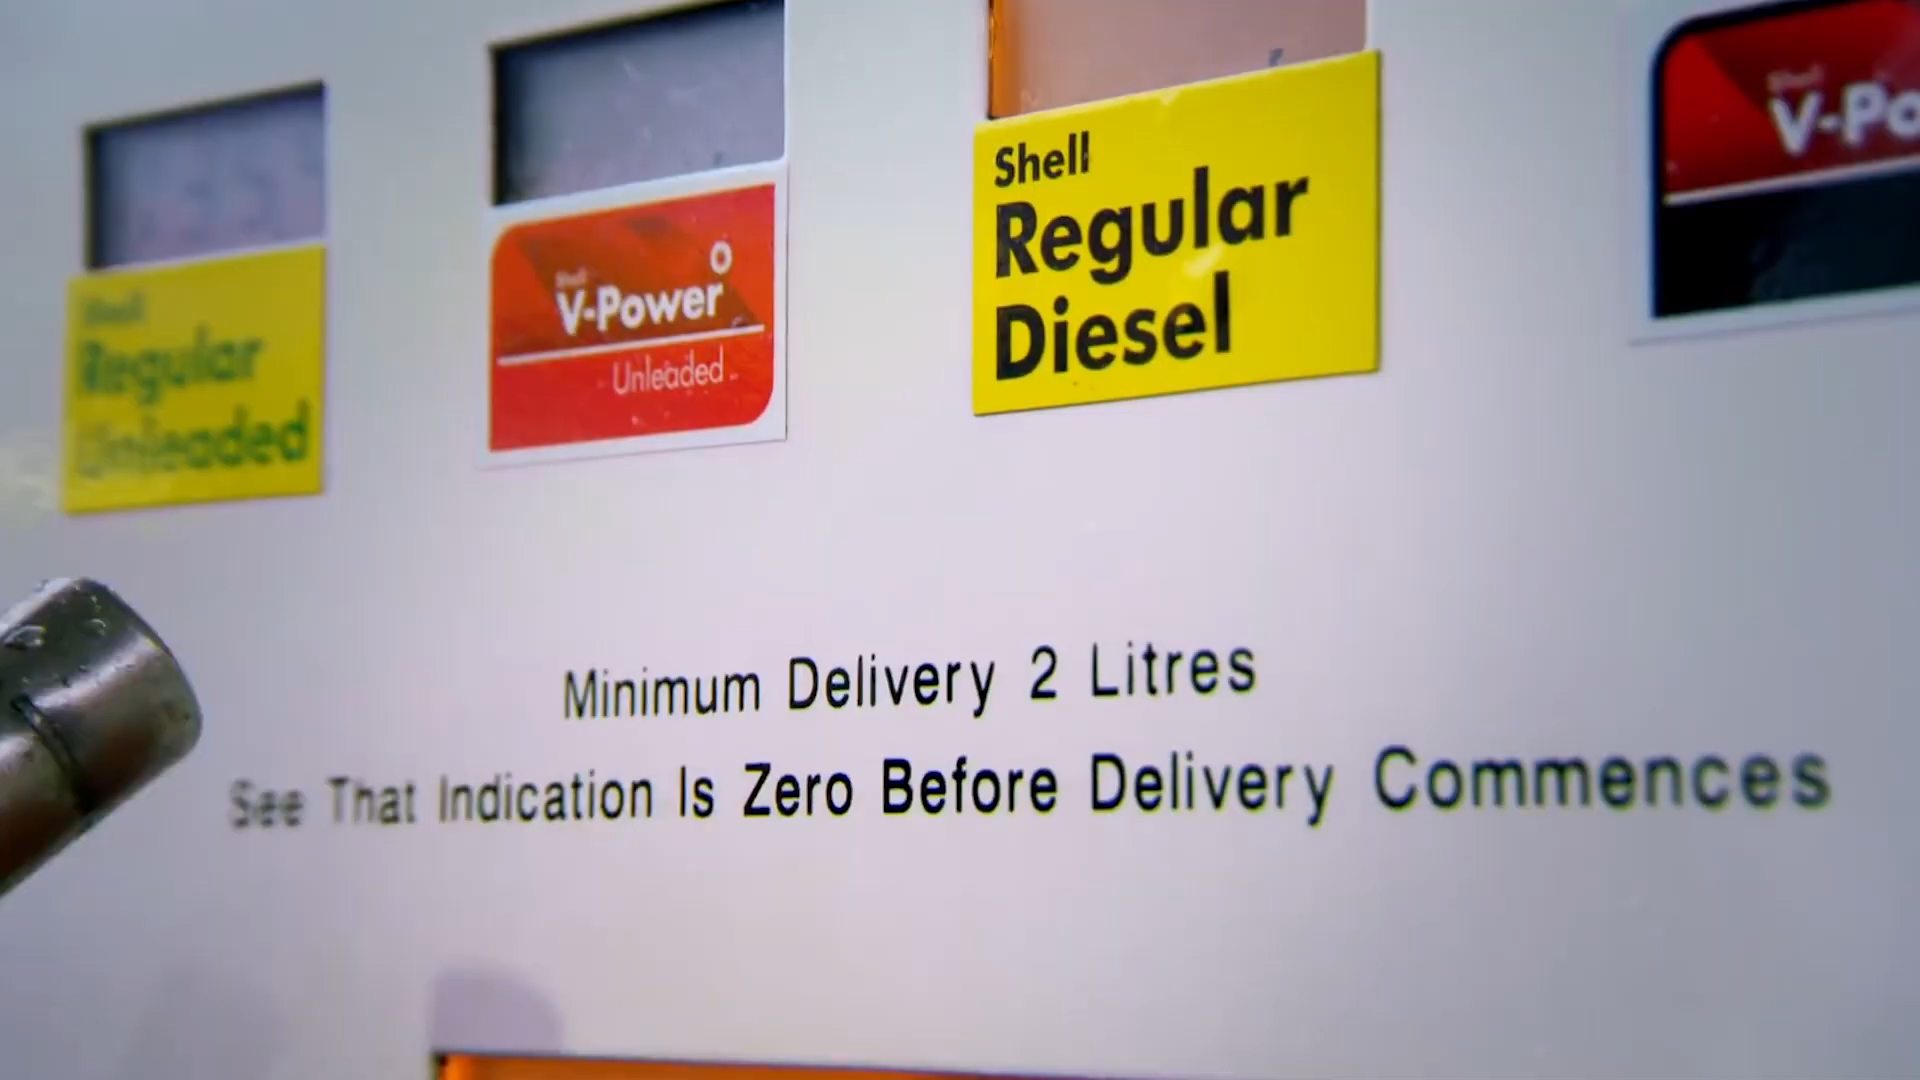 Shell
Regular
Unleaded
Shell
V-Power
Unleaded
Shell
Regular
Diesel
Shell
V-Po
Minimum Delivery 2 Litres
See That Indication Is Zero Before Delivery Commences